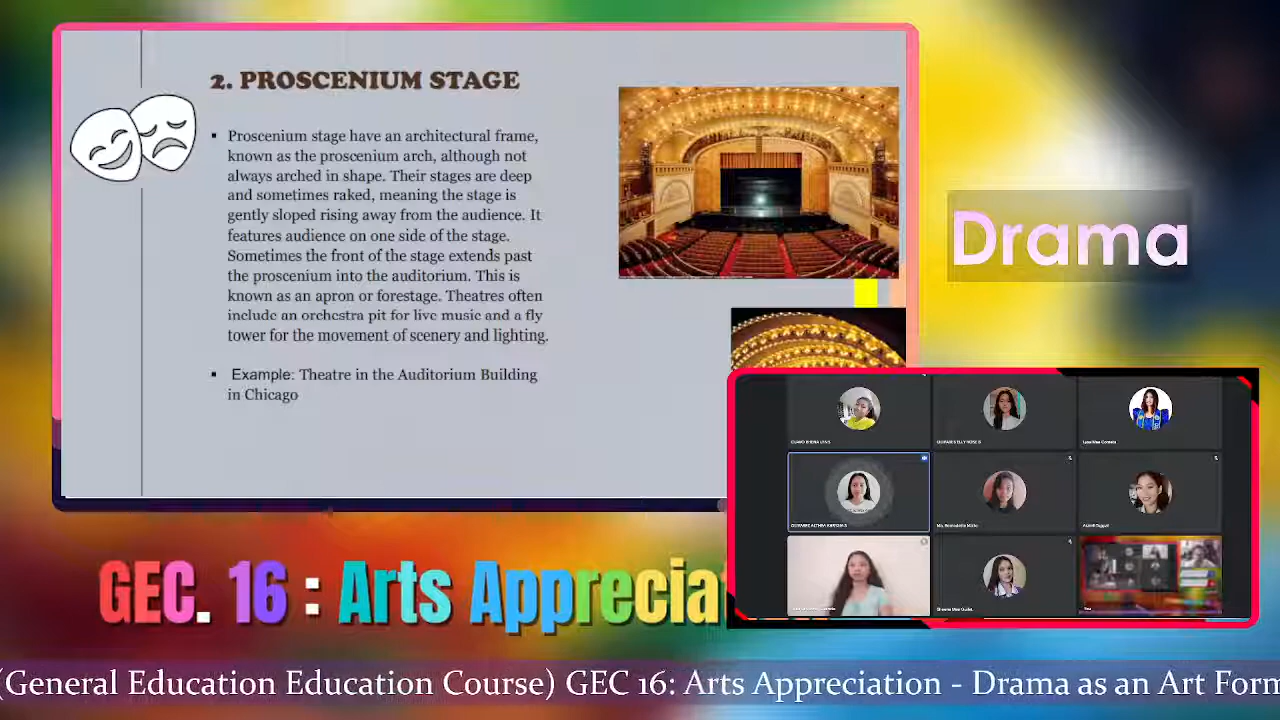 2. PROSCENIUM STAGE
▪ Proscenium stage have an architectural frame,
known as the proscenium arch, although not
always arched in shape. Their stages are deep
and sometimes raked, meaning the stage is
gently sloped rising away from the audience. It
features audience on one side of the stage.
Sometimes the front of the stage extends past
the proscenium into the auditorium. This is
known as an apron or forestage. Theatres often
include an orchestra pit for live music and a fly
tower for the movement of scenery and lighting.
▪ Example: Theatre in the Auditorium Building
in Chicago
Drama
You
GEC. 16 : Arts Appreciat
(General Education Education Course) GEC 16: Arts Appreciation - Drama as an Art Form